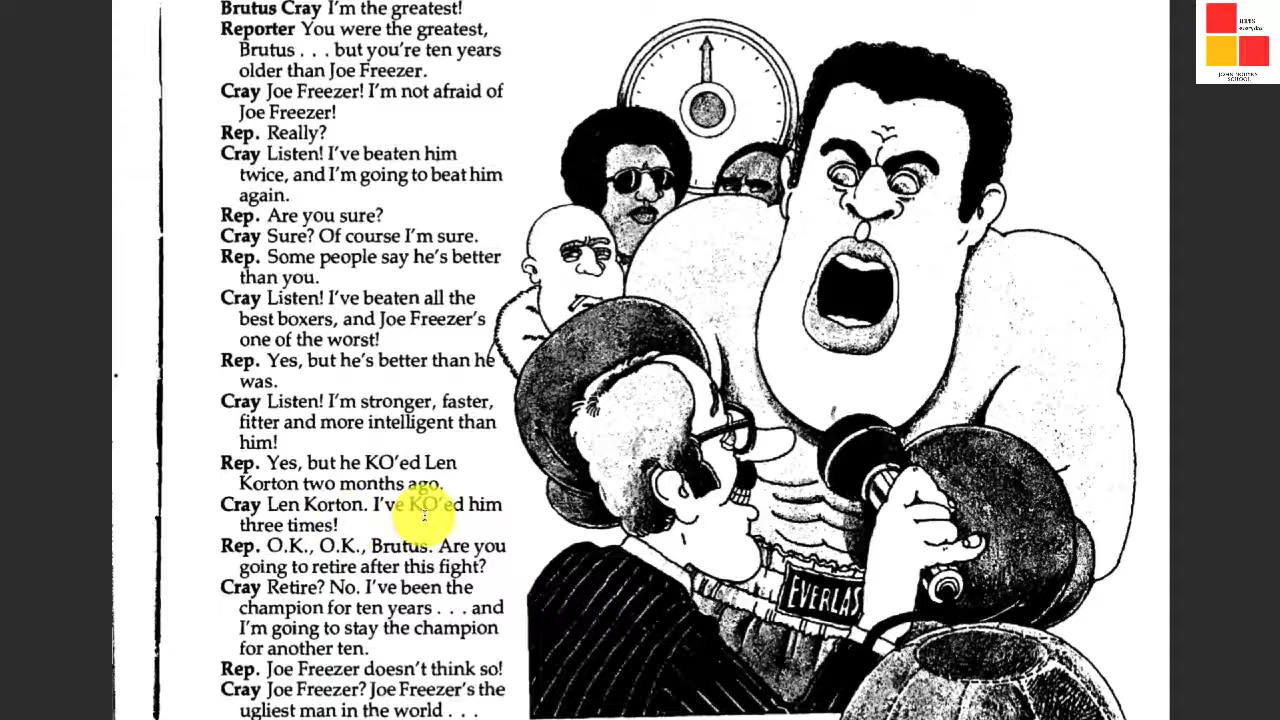 Brutus Cray I'm the greatest!
Reporter You were the greatest,
Brutus . . . but you're ten years
older than Joe Freezer.
Cray Joe Freezer! I'm not afraid of
Joe Freezer!
Rep. Really?
Cray Listen! I've beaten him
twice, and I'm going to beat him
again.
Rep. Are you sure?
Cray Sure? Of course I'm sure.
Rep. Some people say he's better
than you.
Cray Listen! I've beaten all the
best boxers, and Joe Freezer's
one of the worst!
Rep. Yes, but he's better than he
was.
Cray Listen! I'm stronger, faster,
fitter and more intelligent than
him!
Rep. Yes, but he KO'ed Len
Korton two months ago.
Cray Len Korton. I've KO'ed him
three times!
Rep. O.K., O.K., Brutus. Are you
going to retire after this fight?
Cray Retire? No. I've been the
champion for ten years . . . and
I'm going to stay the champion
for another ten.
Rep. Joe Freezer doesn't think so!
Cray Joe Freezer? Joe Freezer's the
ugliest man in the world . . .
EVERLAS
everyday
SCHOOL